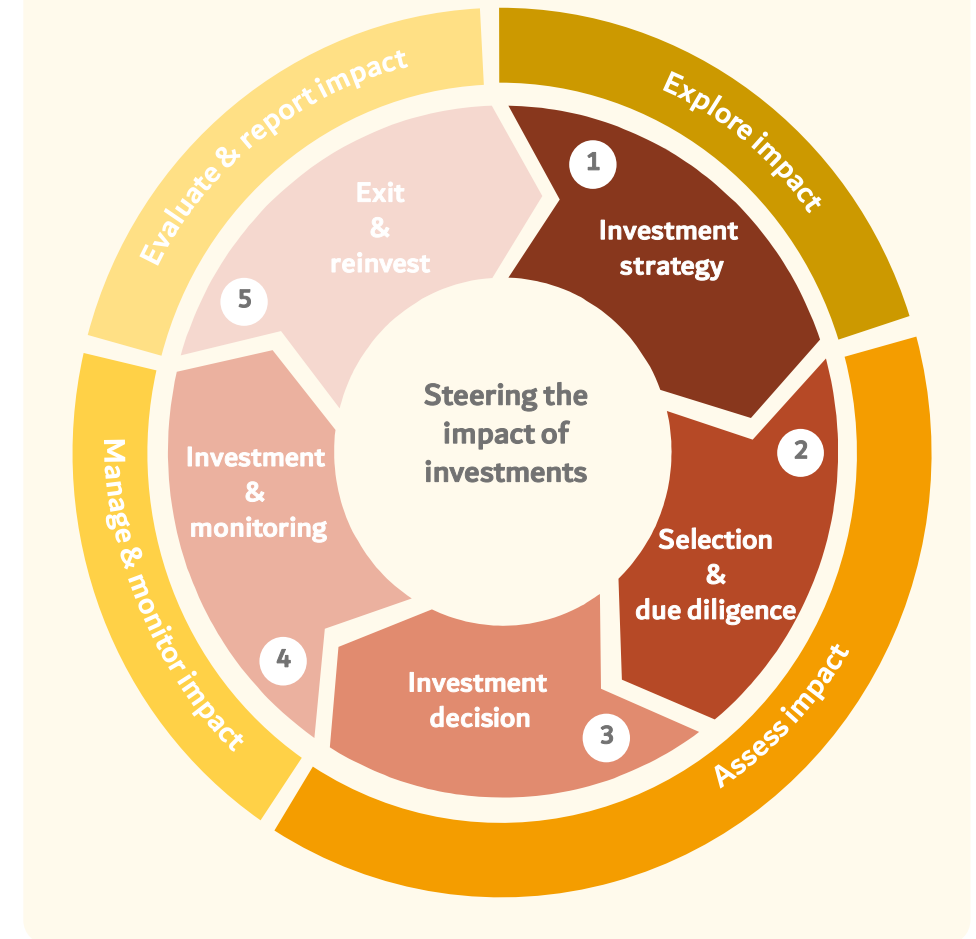 Explore impact
1
Investment
strategy
2
Selection
&
due diligence
Assess impact
3
Investment
decision
4
Investment
&
monitoring
Manage & monitor impact
5
Exit
&
reinvest
Evaluate & report impact
Steering the
impact of
investments